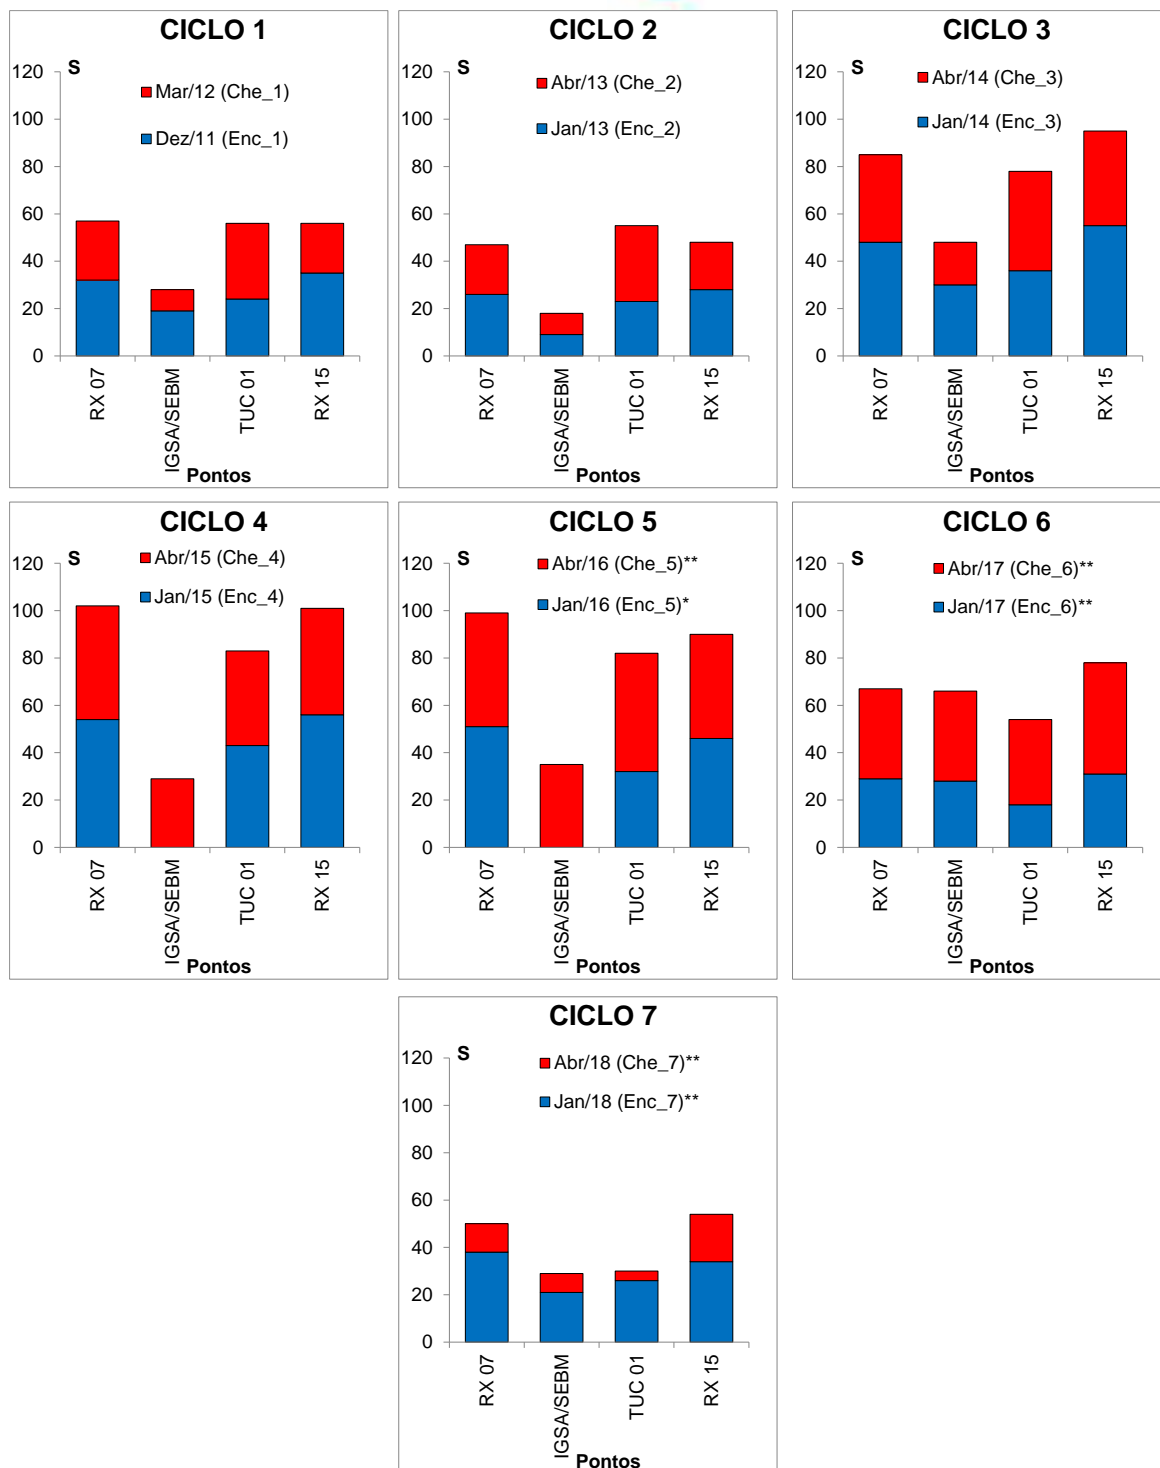 CICLO 1
S
120
100
80
60
40
20
0
Mar/12 (Che_1)
Dez/11 (Enc_1)
RX 07
IGSA/SEBM
TUC 01
RX 15
Pontos
CICLO 2
S
120
100
80
60
40
20
0
Abr/13 (Che_2)
Jan/13 (Enc_2)
RX 07
IGSA/SEBM
TUC 01
RX 15
Pontos
CICLO 3
S
120
100
80
60
40
20
0
Abr/14 (Che_3)
Jan/14 (Enc_3)
RX 07
IGSA/SEBM
TUC 01
RX 15
Pontos
CICLO 4
S
120
100
80
60
40
20
0
Abr/15 (Che_4)
Jan/15 (Enc_4)
RX 07
IGSA/SEBM
TUC 01
RX 15
Pontos
CICLO 5
S
120
100
80
60
40
20
0
Abr/16 (Che_5)**
Jan/16 (Enc_5)*
RX 07
IGSA/SEBM
TUC 01
RX 15
Pontos
CICLO 6
S
120
100
80
60
40
20
0
Abr/17 (Che_6)**
Jan/17 (Enc_6)**
RX 07
IGSA/SEBM
TUC 01
RX 15
Pontos
CICLO 7
S
120
100
80
60
40
20
0
Abr/18 (Che_7)**
Jan/18 (Enc_7)**
RX 07
IGSA/SEBM
TUC 01
RX 15
Pontos